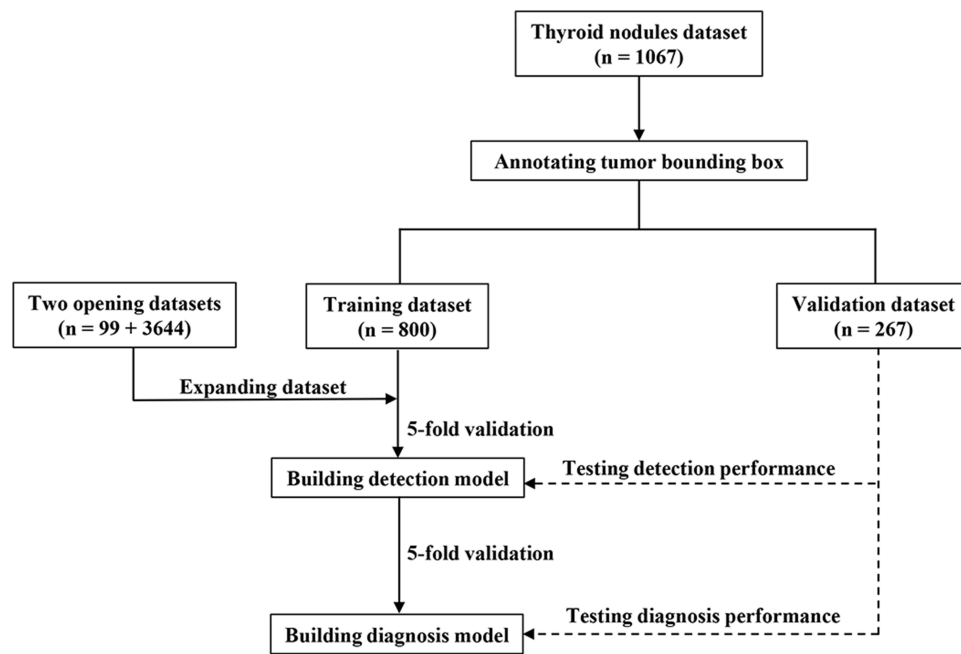 Thyroid nodules dataset
(n = 1067)
Annotating tumor bounding box
Two opening datasets
(n = 99 + 3644)
Training dataset
(n = 800)
Validation dataset
(n = 267)
Expanding dataset
5-fold validation
Building detection model
Testing detection performance
5-fold validation
Building diagnosis model
Testing diagnosis performance